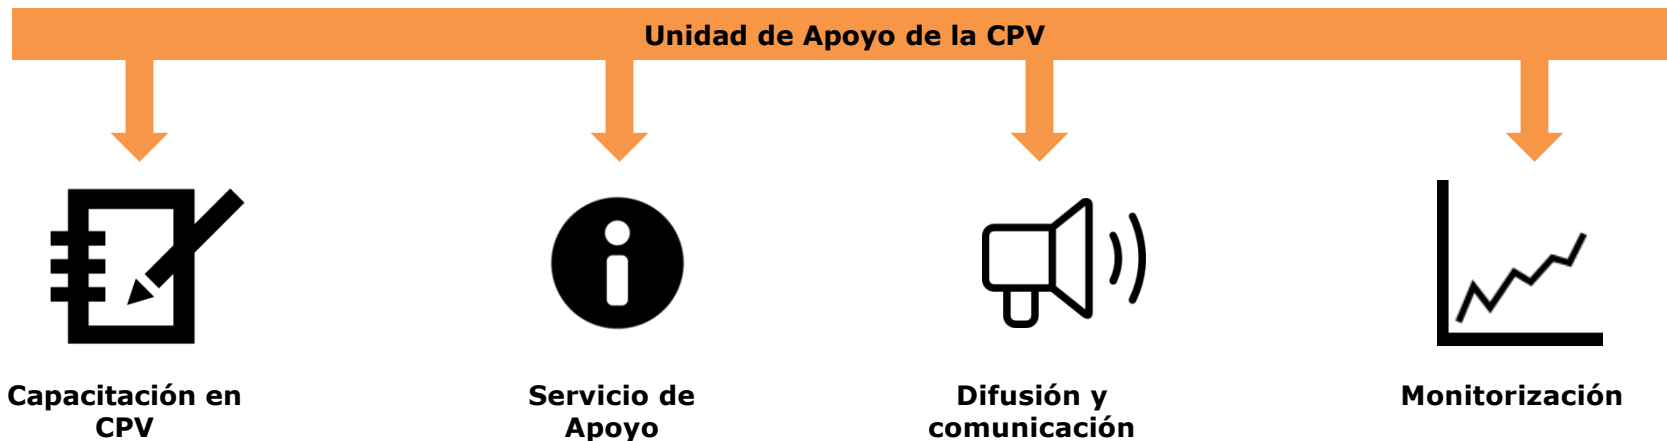 Unidad de Apoyo de la CPV
Capacitación en
CPV
Servicio de
Apoyo
Difusión y
comunicación
Monitorización